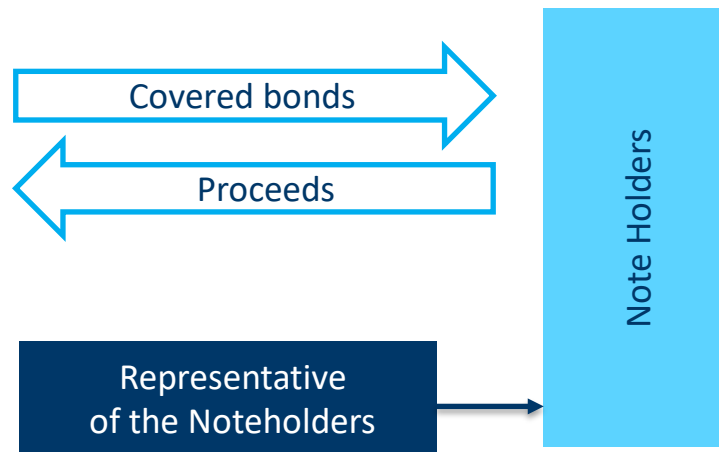 Covered bonds
Proceeds
Note Holders
Representative
of the Noteholders